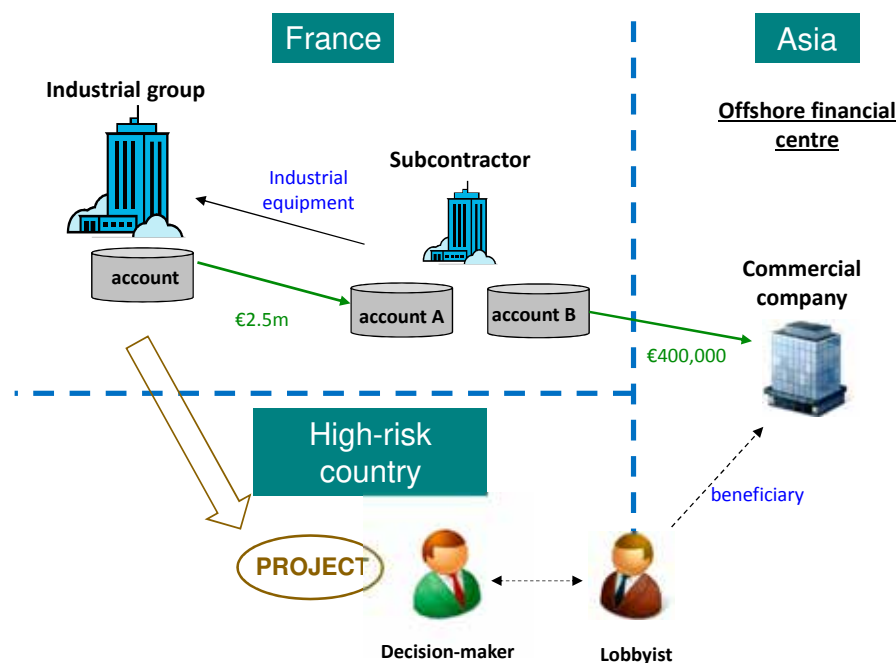 France
Asia
Industrial group
Offshore financial
centre
Subcontractor
Industrial
equipment
account
Commercial
company
account A
account B
€2.5m
€400,000
High-risk
country
beneficiary
PROJECT
Decision-maker
Lobbyist